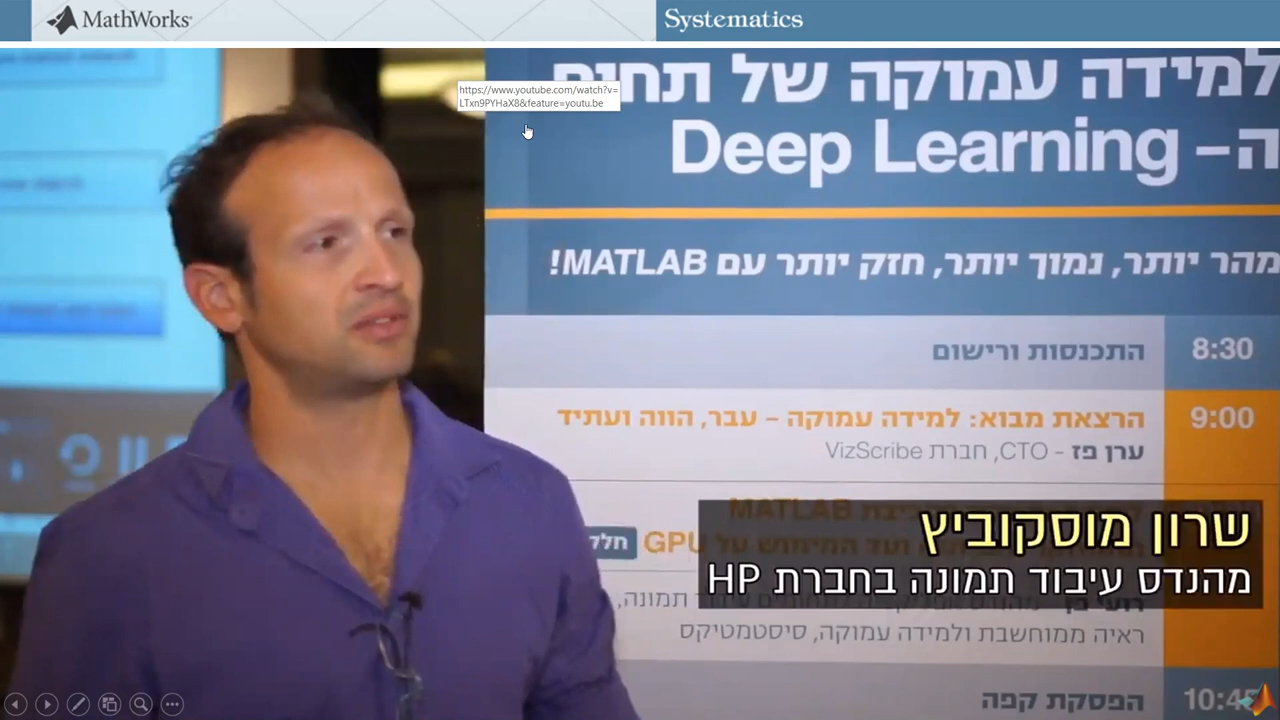 MathWorks
Systematics
https://www.youtube.com/watch?v=
LTxn9PYHaX8&feature=youtu.be
למידה עמוקה של תחום
ה- Deep Learning
מהר יותר, נמוך יותר, חזק יותר עם MATLAB!
8:30 התכנסות ורישום
9:00 הרצאת מבוא: למידה עמוקה – עבר, הווה ועתיד
ערן פז - CTO, חברת VizScribe
MATLAB
GPU חלק
שרון מוסקוביץ
מהנדס עיבוד תמונה בחברת HP
תמונה,
ראיה ממוחשבת ולמידה עמוקה, סיסטמטיקס
10:45 הפסקת קפה